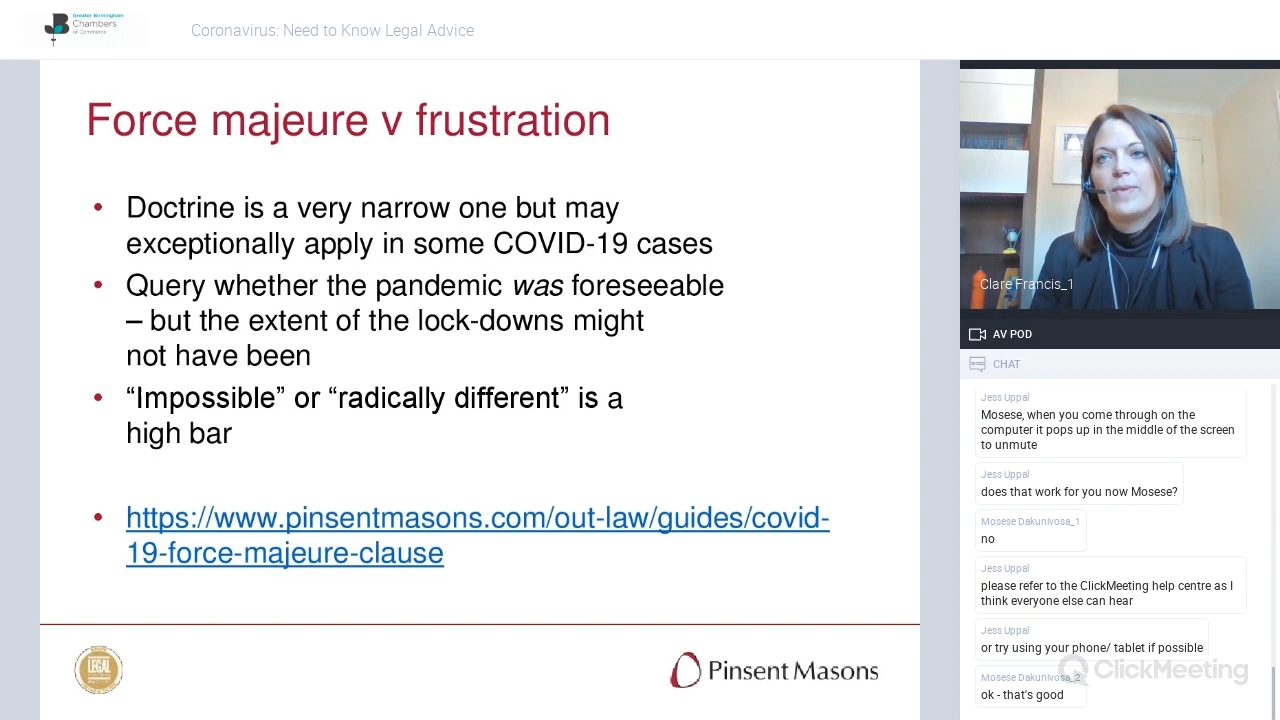 Greater Birmingham
Chambers
of Commerce
Coronavirus: Need to Know Legal Advice
Force majeure v frustration
• Doctrine is a very narrow one but may
exceptionally apply in some COVID-19 cases
• Query whether the pandemic was foreseeable
– but the extent of the lock-downs might
not have been
• “Impossible” or “radically different” is a
high bar
• https://www.pinsentmasons.com/out-law/guides/covid-
19-force-majeure-clause
LEGAL
Pinsent Masons
Clare Francis_1
AV POD
CHAT
Jess Uppal
Mosese, when you come through on the
computer it pops up in the middle of the screen
to unmute
Jess Uppal
does that work for you now Mosese?
Mosese Dakunivosa_1
no
Jess Uppal
please refer to the ClickMeeting help centre as I
think everyone else can hear
Jess Uppal
or try using your phone/ tablet if possible
Mosese Dakunivosa_2
ok - that's good
ClickMeeting